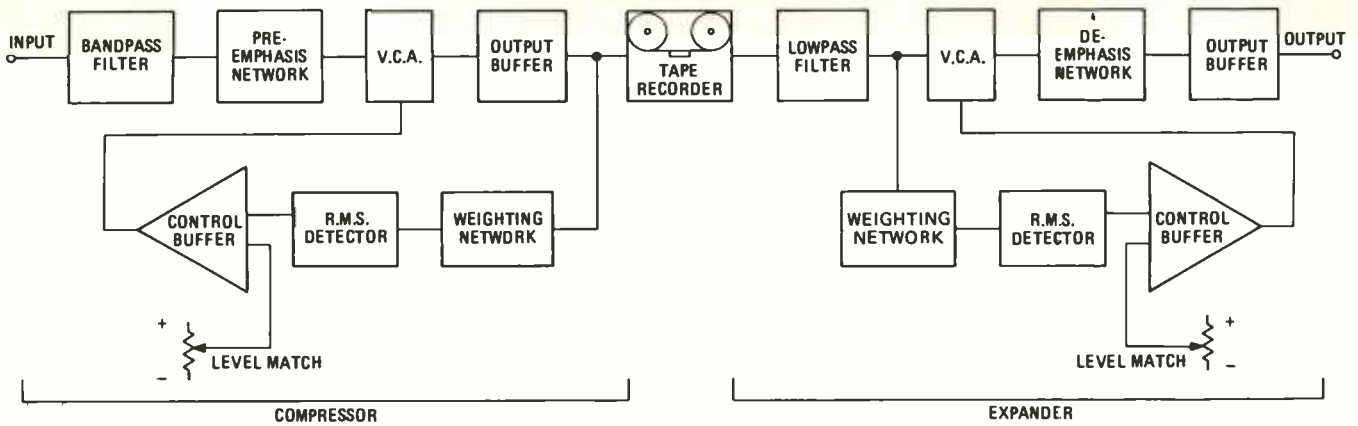 INPUT
BANDPASS
FILTER
PRE-
EMPHASIS
NETWORK
V.C.A.
OUTPUT
BUFFER
TAPE
RECORDER
LOWPASS
FILTER
V.C.A.
DE-
EMPHASIS
NETWORK
OUTPUT
BUFFER
OUTPUT
CONTROL
BUFFER
R.M.S.
DETECTOR
WEIGHTING
NETWORK
WEIGHTING
NETWORK
R.M.S.
DETECTOR
CONTROL
BUFFER
+
LEVEL MATCH
–
+
LEVEL MATCH
–
COMPRESSOR
EXPANDER